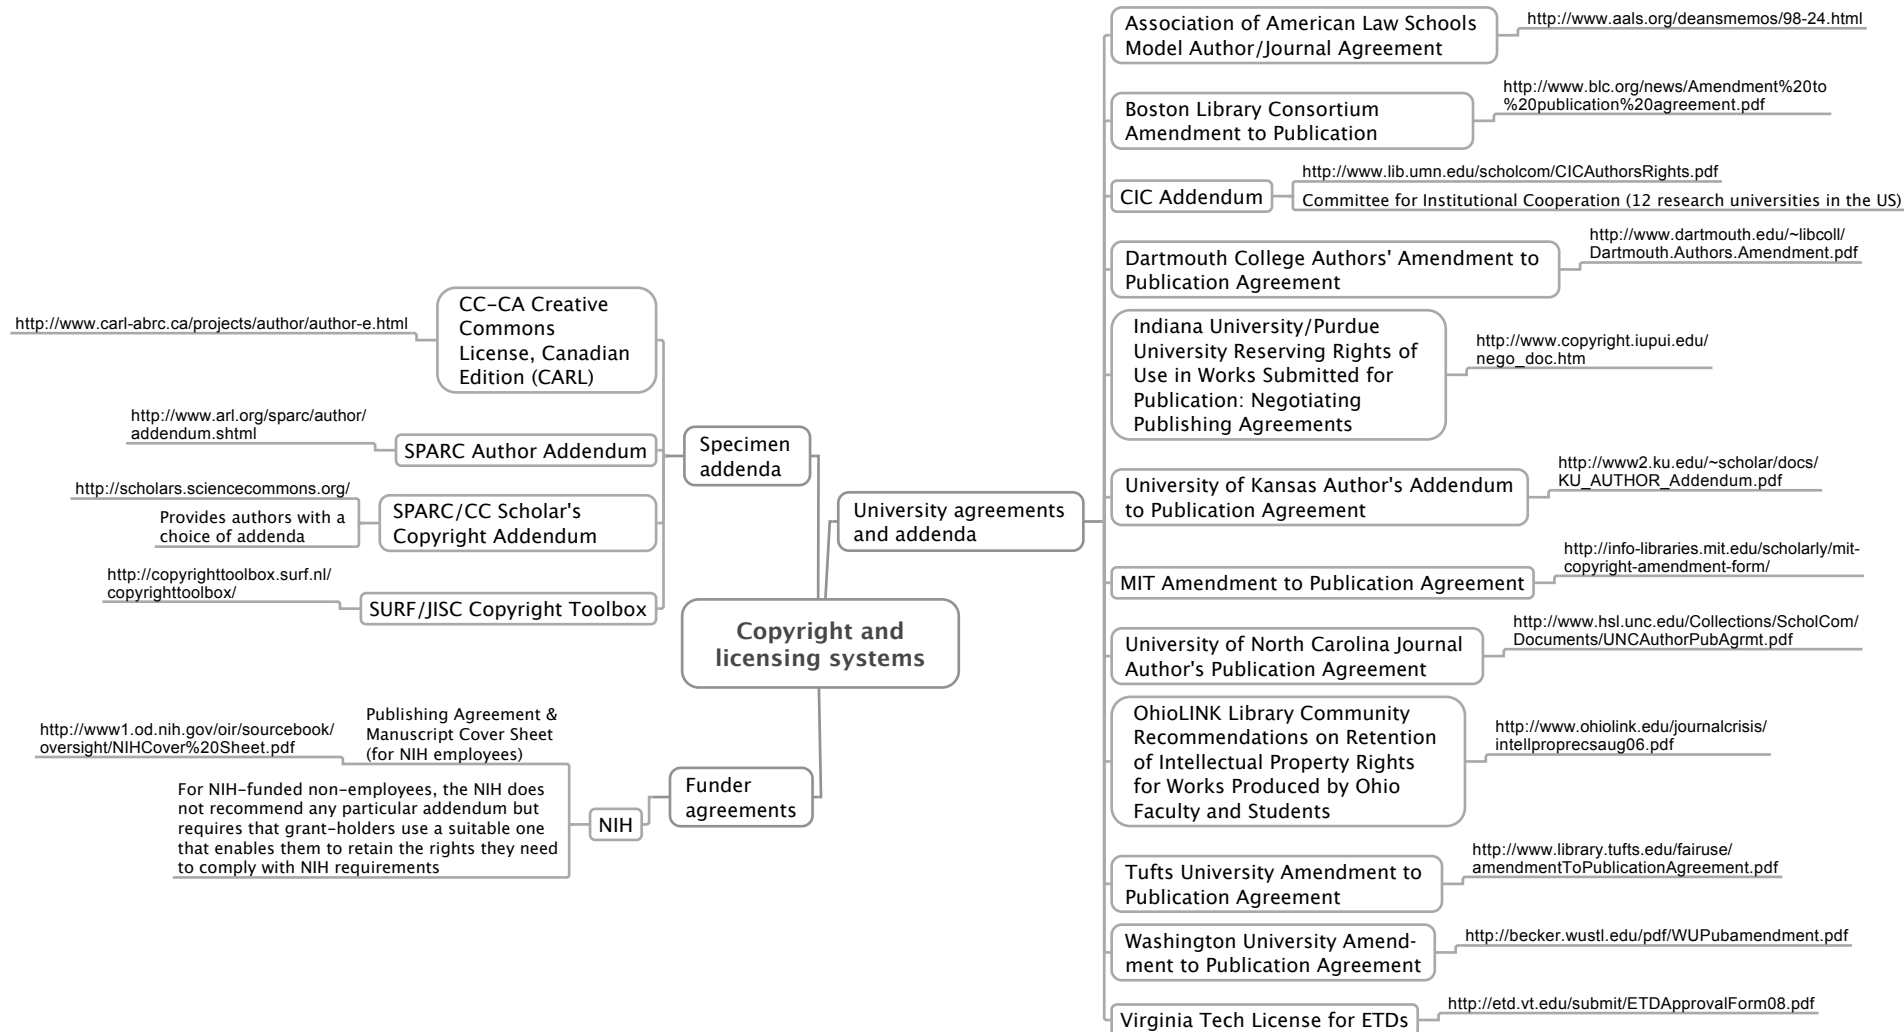 Copyright and
licensing systems
Specimen
addenda
CC-CA Creative
Commons
License, Canadian
Edition (CARL)
http://www.carl-abrc.ca/projects/author/author-e.html
SPARC Author Addendum
http://www.arl.org/sparc/author/
addendum.shtml
SPARC/CC Scholar's
Copyright Addendum
http://scholars.sciencecommons.org/
Provides authors with a
choice of addenda
SURF/JISC Copyright Toolbox
http://copyrighttoolbox.surf.nl/
copyrighttoolbox/
Funder
agreements
NIH
Publishing Agreement &
Manuscript Cover Sheet
(for NIH employees)
http://www1.od.nih.gov/oir/sourcebook/
oversight/NIHCover%20Sheet.pdf
For NIH-funded non-employees, the NIH does
not recommend any particular addendum but
requires that grant-holders use a suitable one
that enables them to retain the rights they need
to comply with NIH requirements
University agreements
and addenda
Association of American Law Schools
Model Author/Journal Agreement
http://www.aals.org/deansmemos/98-24.html
Boston Library Consortium
Amendment to Publication
http://www.blc.org/news/Amendment%20to
%20publication%20agreement.pdf
CIC Addendum
http://www.lib.umn.edu/scholcom/CICAuthorsRights.pdf
Committee for Institutional Cooperation (12 research universities in the US)
Dartmouth College Authors' Amendment to
Publication Agreement
http://www.dartmouth.edu/~libcoll/
Dartmouth.Authors.Amendment.pdf
Indiana University/Purdue
University Reserving Rights of
Use in Works Submitted for
Publication: Negotiating
Publishing Agreements
http://www.copyright.iupui.edu/
nego_doc.htm
University of Kansas Author's Addendum
to Publication Agreement
http://www2.ku.edu/~scholar/docs/
KU_AUTHOR_Addendum.pdf
MIT Amendment to Publication Agreement
http://info-libraries.mit.edu/scholarly/mit-
copyright-amendment-form/
University of North Carolina Journal
Author's Publication Agreement
http://www.hsl.unc.edu/Collections/ScholCom/
Documents/UNCAuthorPubAgrmt.pdf
OhioLINK Library Community
Recommendations on Retention
of Intellectual Property Rights
for Works Produced by Ohio
Faculty and Students
http://www.ohiolink.edu/journalcrisis/
intellproprecsaug06.pdf
Tufts University Amendment to
Publication Agreement
http://www.library.tufts.edu/fairuse/
amendmentToPublicationAgreement.pdf
Washington University Amend-
ment to Publication Agreement
http://becker.wustl.edu/pdf/WUPubamendment.pdf
Virginia Tech License for ETDs
http://etd.vt.edu/submit/ETDApprovalForm08.pdf